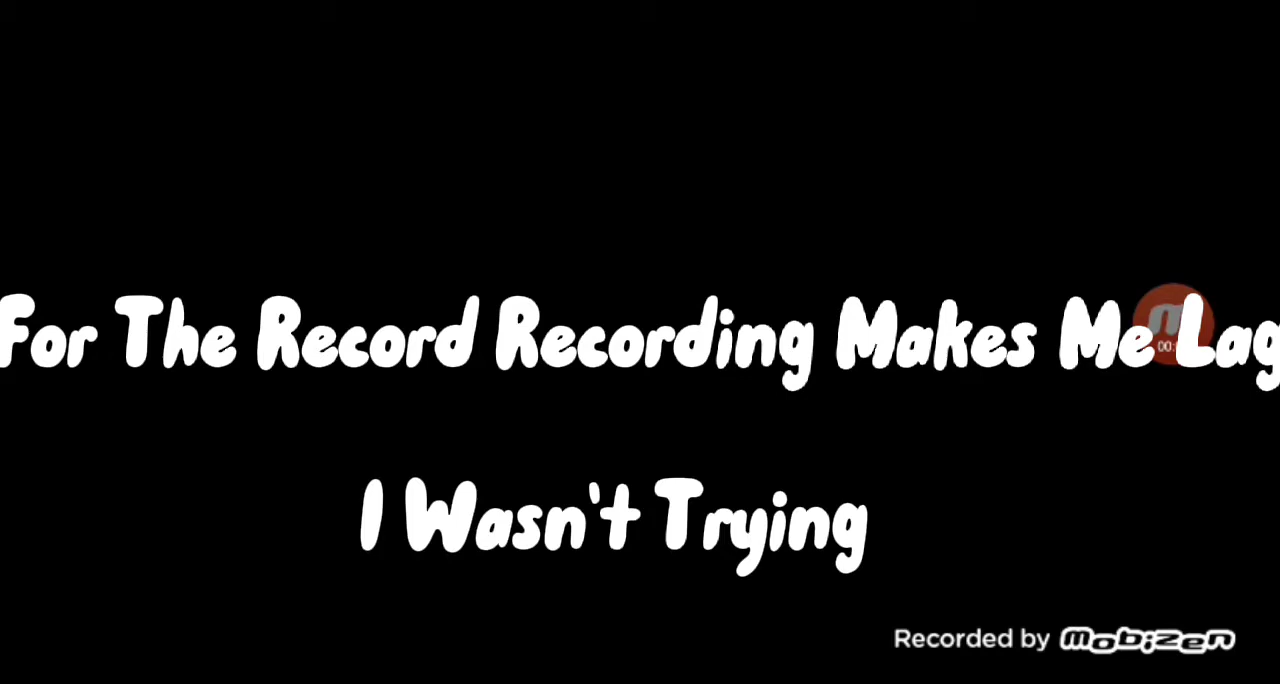 For The Record Recording Makes Me Lag
I Wasn't Trying
Recorded by mobizen